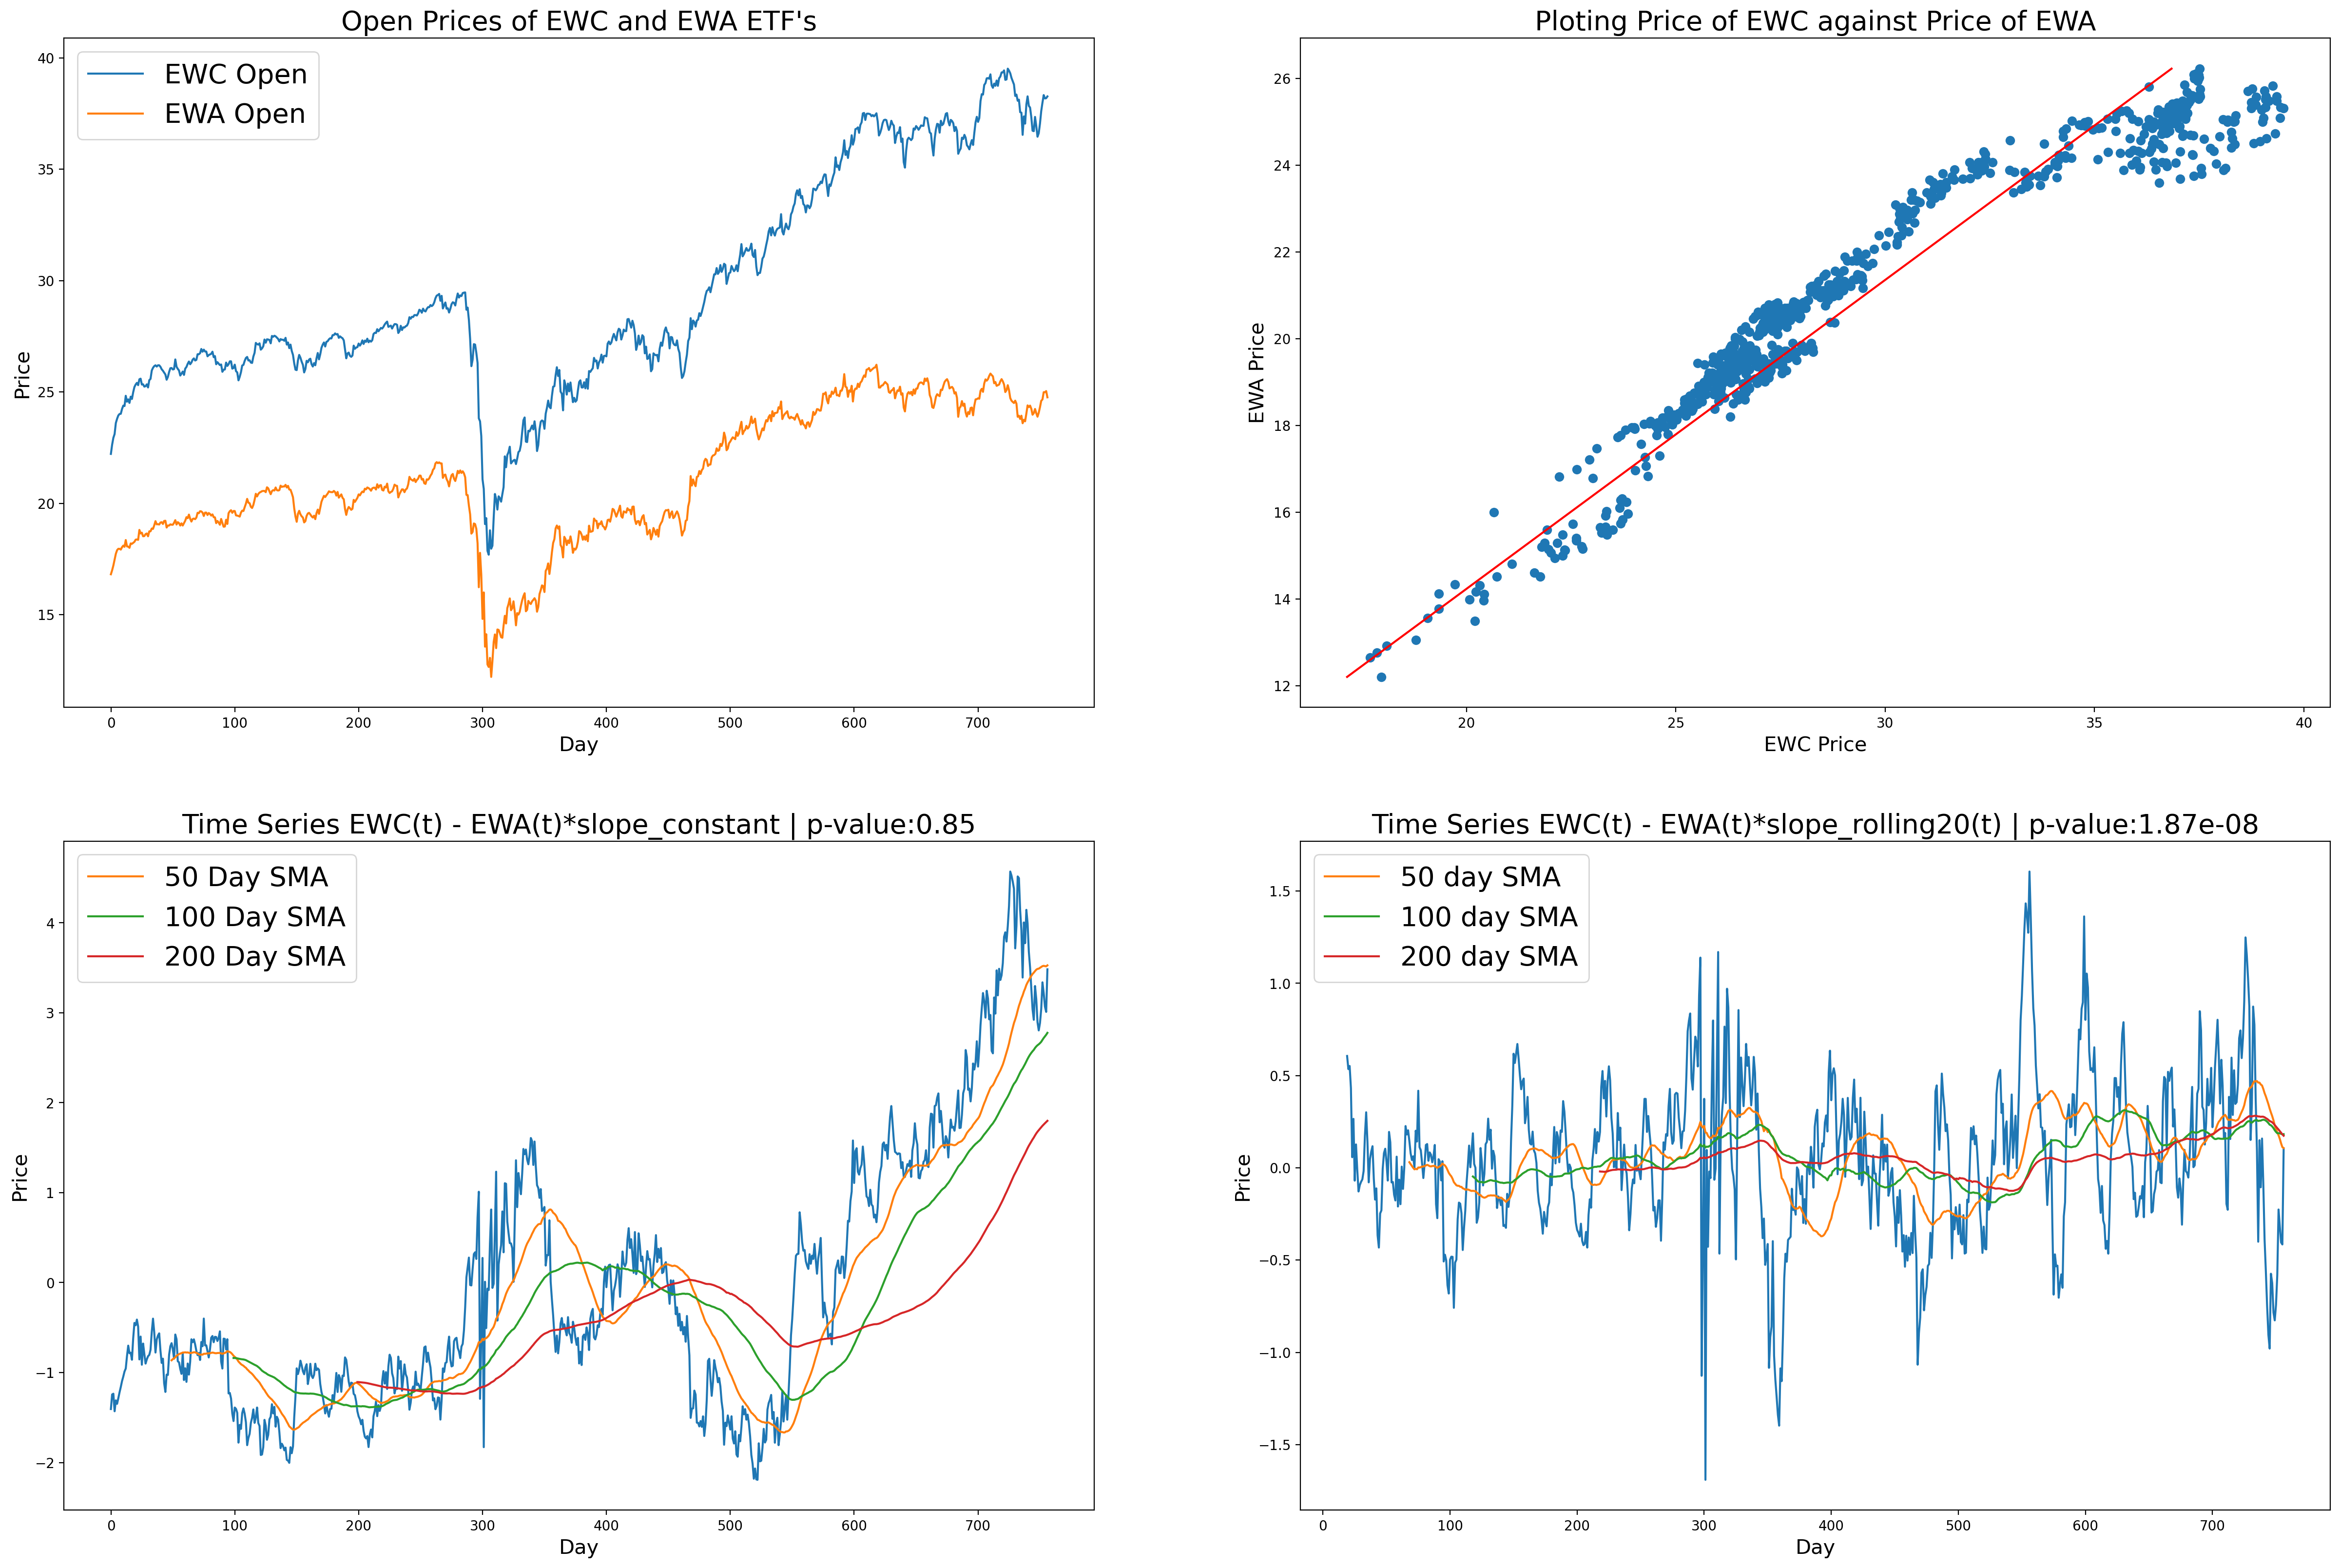 Open Prices of EWC and EWA ETF's
EWC Open
EWA Open
40
35
30
25
20
15
Price
0 100 200 300 400 500 600 700
Day
Ploting Price of EWC against Price of EWA
26
24
22
20
18
16
14
12
EWA Price
20 25 30 35 40
EWC Price
Time Series EWC(t) - EWA(t)*slope_constant | p-value:0.85
50 Day SMA
100 Day SMA
200 Day SMA
4
3
2
1
0
−1
−2
Price
0 100 200 300 400 500 600 700
Day
Time Series EWC(t) - EWA(t)*slope_rolling20(t) | p-value:1.87e-08
50 day SMA
100 day SMA
200 day SMA
1.5
1.0
0.5
0.0
−0.5
−1.0
−1.5
Price
0 100 200 300 400 500 600 700
Day